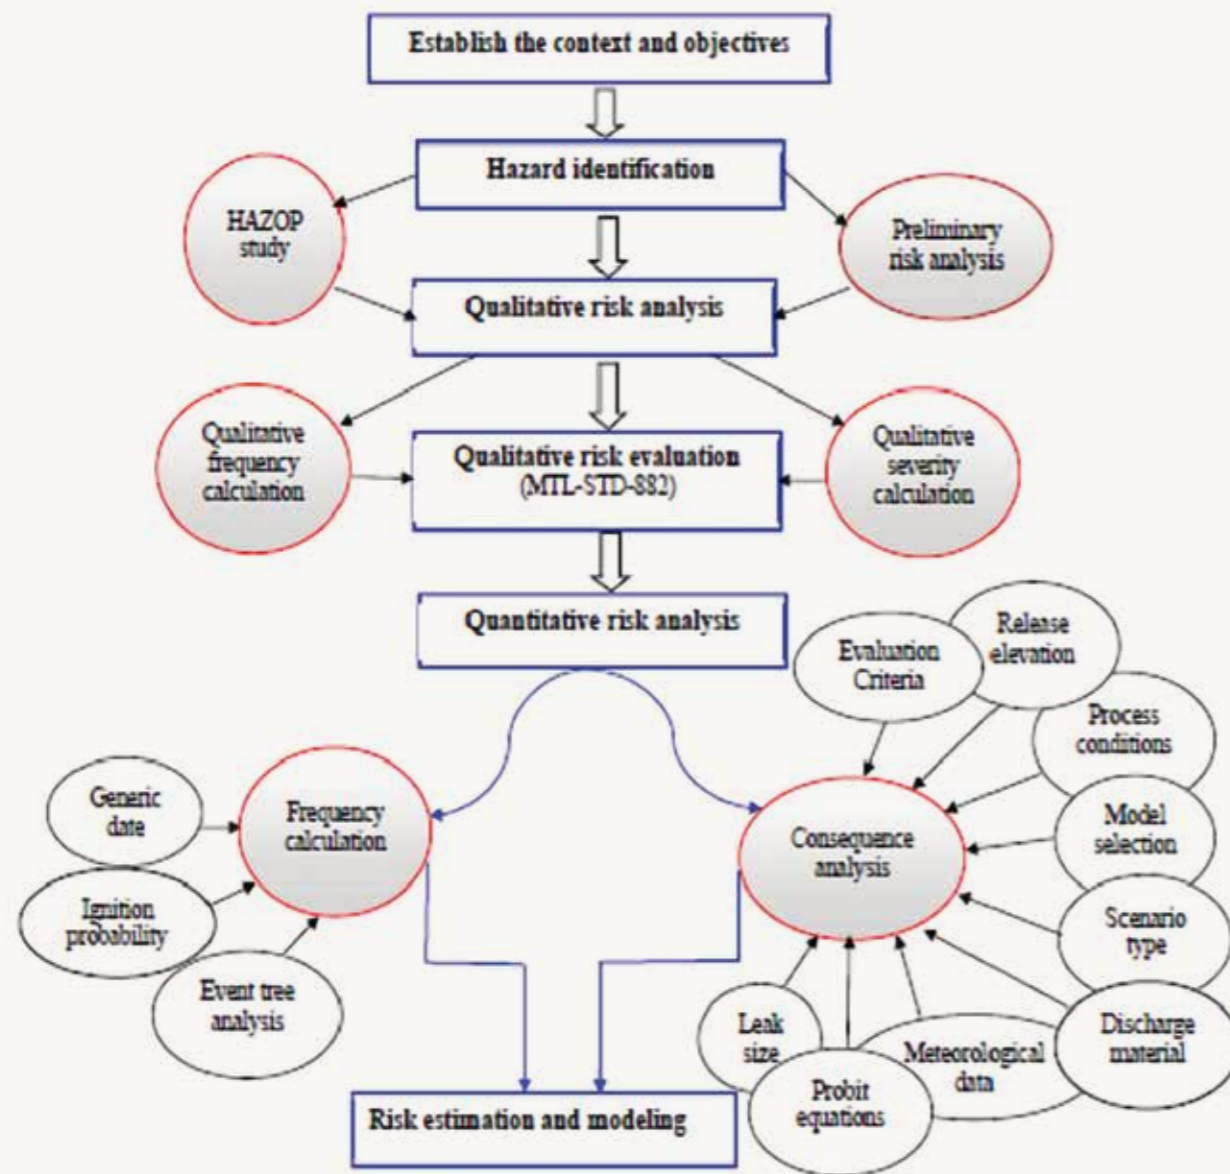 Establish the context and objectives
Hazard identification
HAZOP
study
Preliminary
risk analysis
Qualitative risk analysis
Qualitative
frequency
calculation
Qualitative risk evaluation
(MTL-STD-882)
Qualitative
severity
calculation
Quantitative risk analysis
Evaluation
Criteria
Release
elevation
Process
conditions
Generic
date
Frequency
calculation
Consequence
analysis
Model
selection
Ignition
probability
Scenario
type
Event tree
analysis
Leak
size
Probit
equations
Meteorological
data
Discharge
material
Risk estimation and modeling